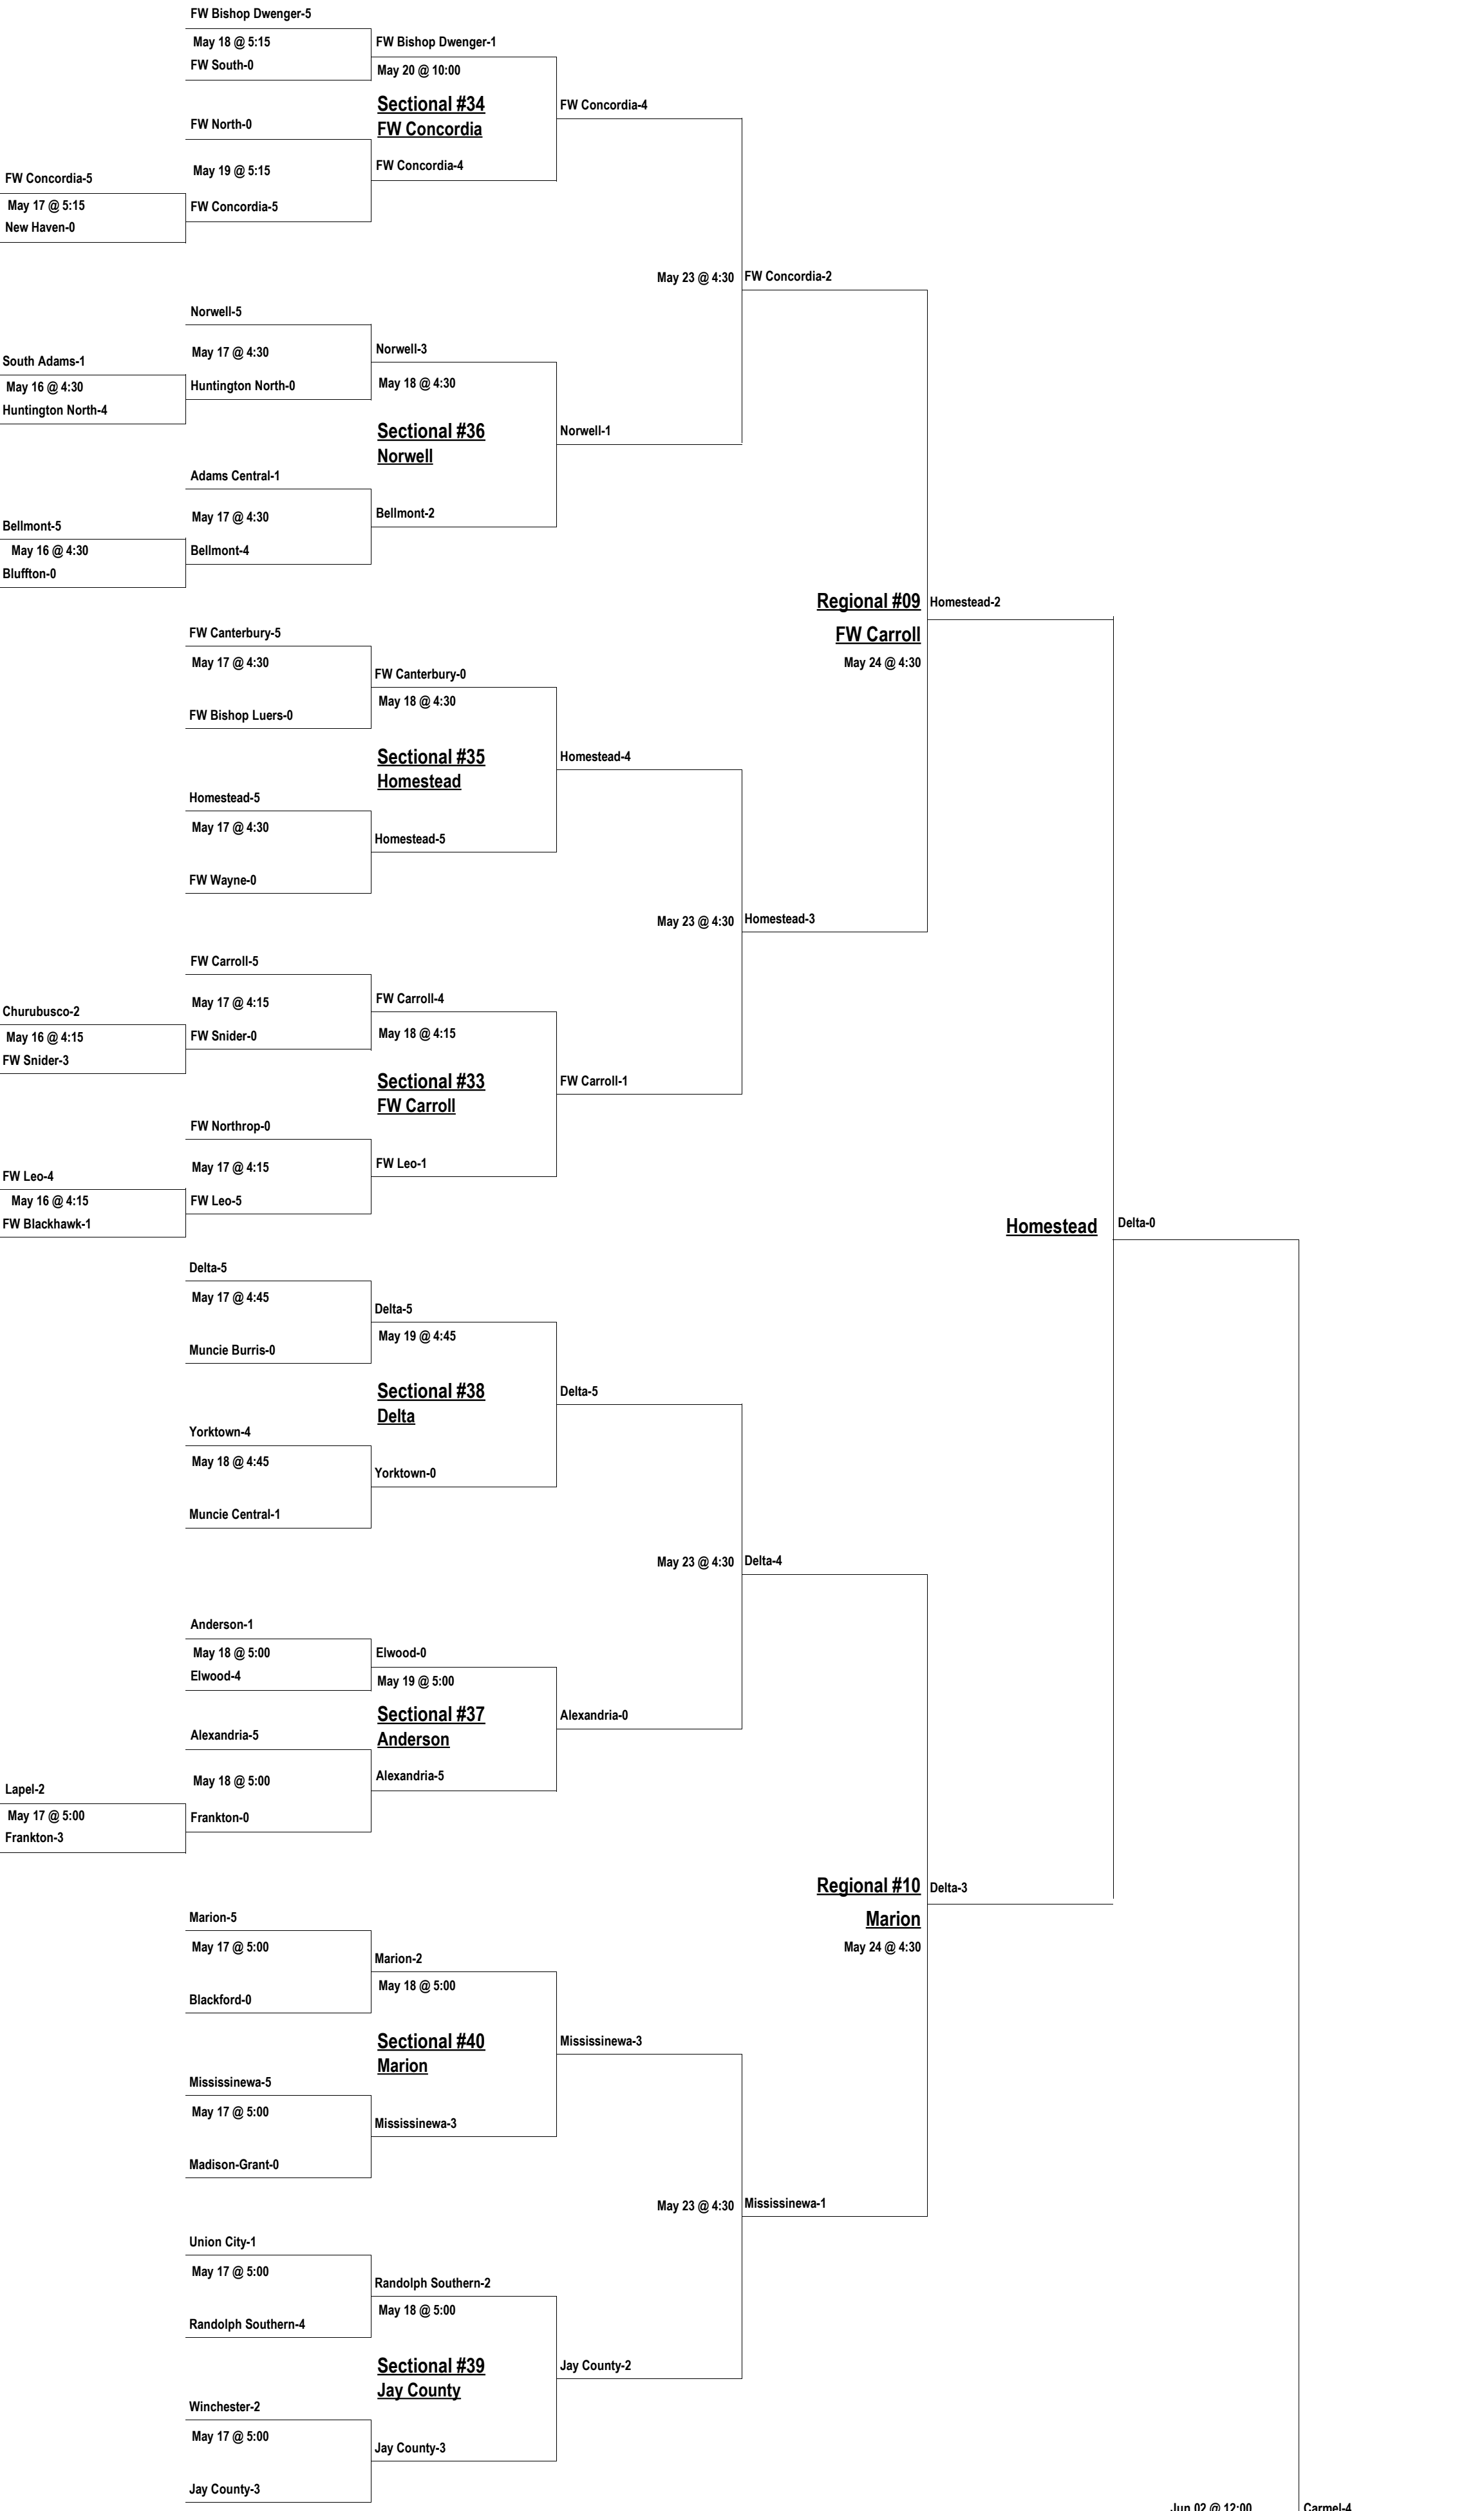 FW Bishop Dwenger-5
May 18 @ 5:15
FW Bishop Dwenger-1
FW South-0
May 20 @ 10:00
Sectional #34
FW Concordia-4
FW North-0
FW Concordia
May 19 @ 5:15
FW Concordia-4
FW Concordia-5
May 17 @ 5:15
FW Concordia-5
New Haven-0
May 23 @ 4:30
FW Concordia-2
Norwell-5
May 17 @ 4:30
Norwell-3
South Adams-1
May 16 @ 4:30
Huntington North-0
May 18 @ 4:30
Huntington North-4
Sectional #36
Norwell-1
Norwell
Adams Central-1
May 17 @ 4:30
Bellmont-2
Bellmont-5
May 16 @ 4:30
Bellmont-4
Bluffton-0
Regional #09
Homestead-2
FW Carroll
May 24 @ 4:30
FW Canterbury-5
May 17 @ 4:30
FW Canterbury-0
May 18 @ 4:30
FW Bishop Luers-0
Sectional #35
Homestead-4
Homestead
Homestead-5
May 17 @ 4:30
Homestead-5
FW Wayne-0
May 23 @ 4:30
Homestead-3
FW Carroll-5
May 17 @ 4:15
FW Carroll-4
Churubusco-2
May 16 @ 4:15
FW Snider-0
May 18 @ 4:15
FW Snider-3
Sectional #33
FW Carroll-1
FW Carroll
FW Northrop-0
May 17 @ 4:15
FW Leo-1
FW Leo-4
May 16 @ 4:15
FW Leo-5
FW Blackhawk-1
Homestead
Delta-0
Delta-5
May 17 @ 4:45
Delta-5
May 19 @ 4:45
Muncie Burris-0
Sectional #38
Delta-5
Delta
Yorktown-4
May 18 @ 4:45
Yorktown-0
Muncie Central-1
May 23 @ 4:30
Delta-4
Anderson-1
May 18 @ 5:00
Elwood-0
Elwood-4
May 19 @ 5:00
Sectional #37
Alexandria-0
Alexandria-5
Anderson
May 18 @ 5:00
Alexandria-5
Lapel-2
May 17 @ 5:00
Frankton-0
Frankton-3
Regional #10
Delta-3
Marion
May 24 @ 4:30
Marion-5
May 17 @ 5:00
Marion-2
May 18 @ 5:00
Blackford-0
Sectional #40
Mississinewa-3
Marion
Mississinewa-5
May 17 @ 5:00
Mississinewa-3
Madison-Grant-0
May 23 @ 4:30
Mississinewa-1
Union City-1
May 17 @ 5:00
Randolph Southern-2
May 18 @ 5:00
Randolph Southern-4
Sectional #39
Jay County-2
Jay County
Winchester-2
May 17 @ 5:00
Jay County-3
Jay County-3
Jun 02 @ 12:00
Carmel-4